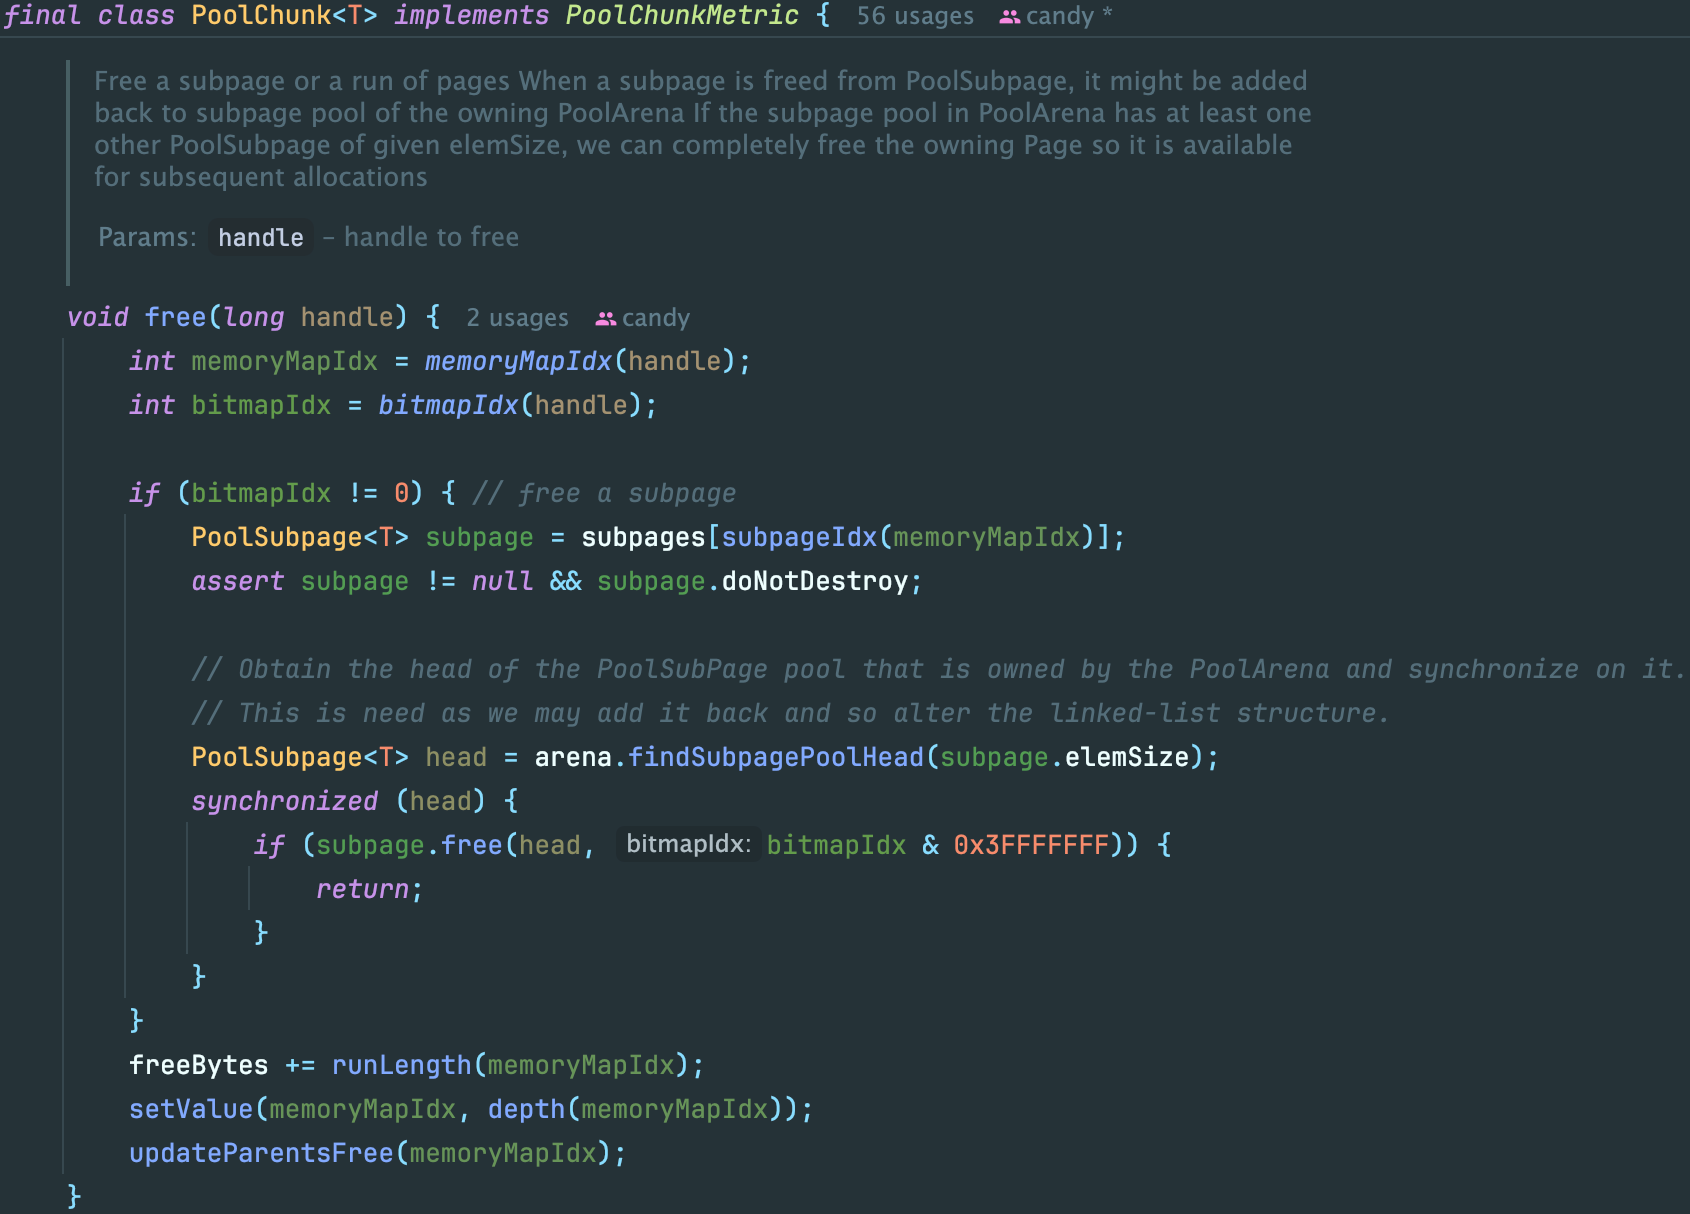 final class PoolChunk<T> implements PoolChunkMetric { 56 usages candy *
Free a subpage or a run of pages When a subpage is freed from PoolSubpage, it might be added
back to subpage pool of the owning PoolArena If the subpage pool in PoolArena has at least one
other PoolSubpage of given elemSize, we can completely free the owning Page so it is available
for subsequent allocations
Params: handle – handle to free
void free(long handle) { 2 usages candy
int memoryMapIdx = memoryMapIdx(handle);
int bitmapIdx = bitmapIdx(handle);
if (bitmapIdx != 0) { // free a subpage
PoolSubpage<T> subpage = subpages[subpageIdx(memoryMapIdx)];
assert subpage != null && subpage.doNotDestroy;
// Obtain the head of the PoolSubPage pool that is owned by the PoolArena and synchronize on it.
// This is need as we may add it back and so alter the linked-list structure.
PoolSubpage<T> head = arena.findSubpagePoolHead(subpage.elemSize);
synchronized (head) {
if (subpage.free(head, bitmapIdx: bitmapIdx & 0x3FFFFFFF)) {
return;
}
}
}
freeBytes += runLength(memoryMapIdx);
setValue(memoryMapIdx, depth(memoryMapIdx));
updateParentsFree(memoryMapIdx);
}